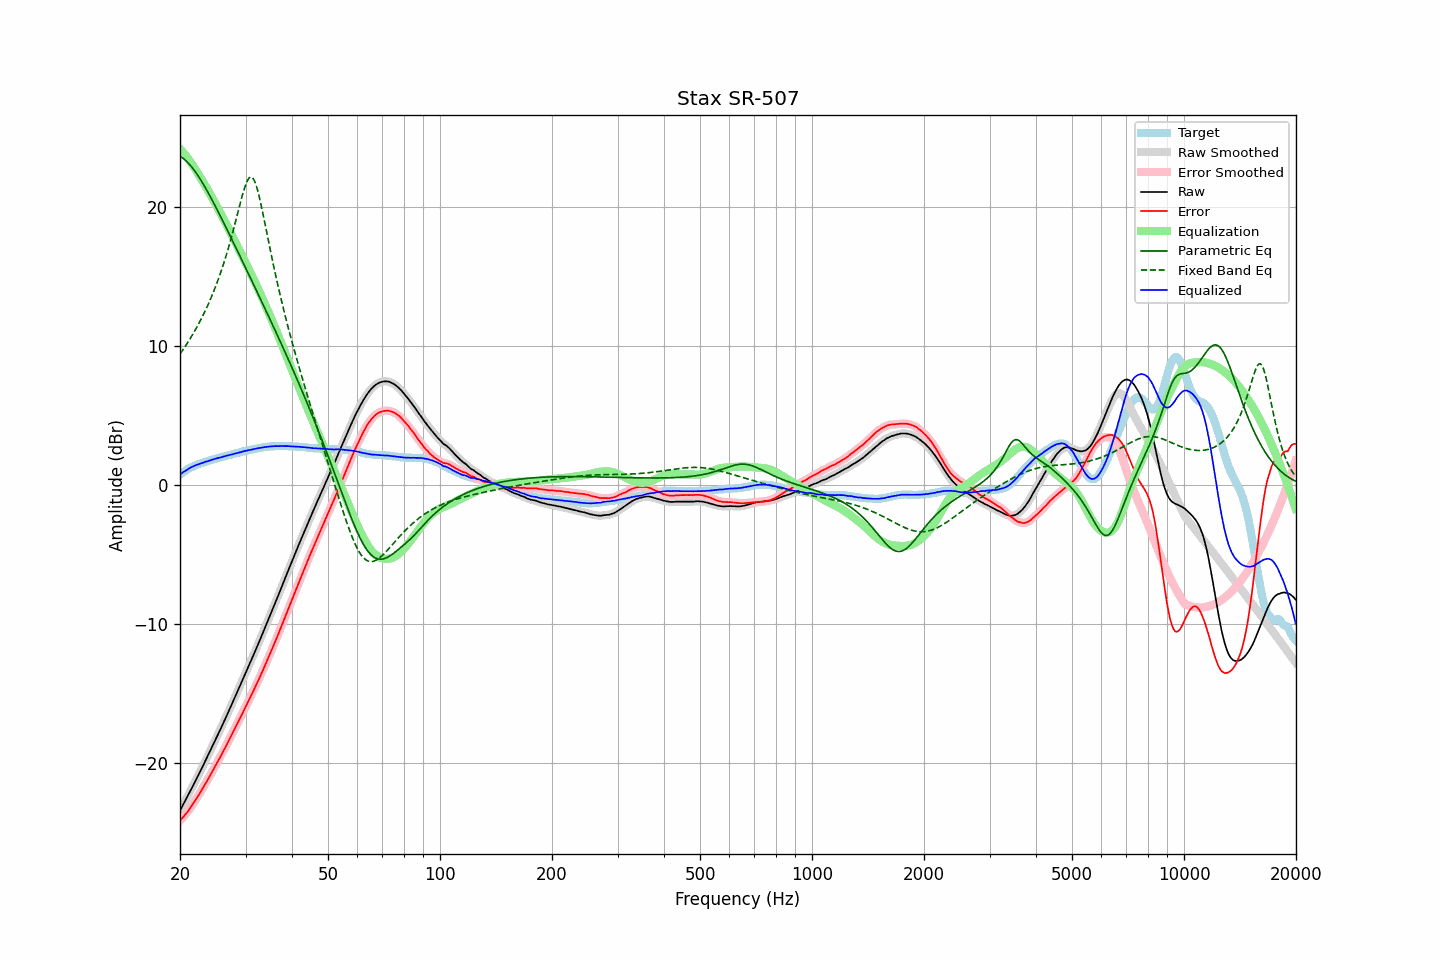 Stax SR-507
Target
Raw Smoothed
Error Smoothed
Raw
Error
Equalization
Parametric Eq
Fixed Band Eq
Equalized
Amplitude (dBr)
20
10
0
−10
−20
20
50
100
200
500
1000
2000
5000
10000
20000
Frequency (Hz)